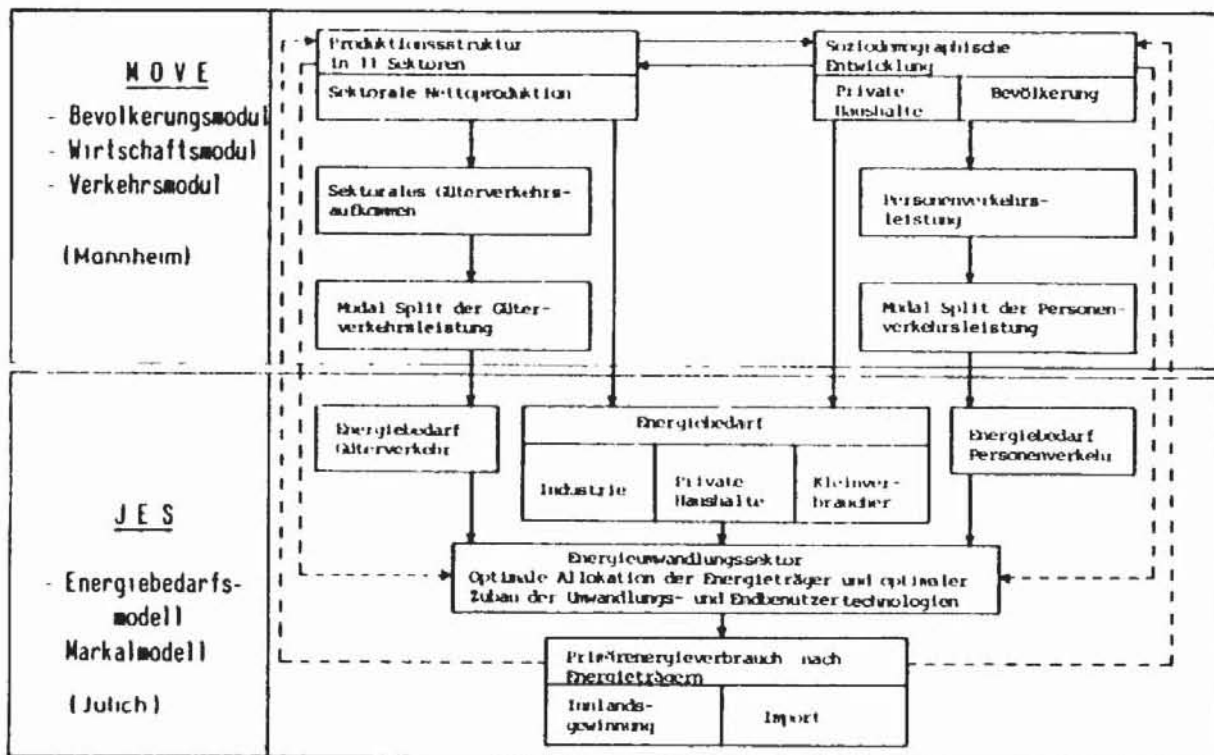 M O V E
- Bevolkerungsmodul
- Wirtschaftsmodul
- Verkehrsmodul
(Mannheim)
Produktionsstruktur
in 11 Sektoren
Sektorale Nettoproduktion
Soziodemographische
Entwicklung
Private
Haushalte
Bevölkerung
Sektorales Güterverkehrs-
aufkommen
Personenverkehrs-
leistung
Modal Split der Güter-
verkehrsleistung
Modal Split der Personen-
verkehrsleistung
J E S
- Energiebedarfs-
modell
Markalmodell
(Julich)
Energiebedarf
Güterverkehr
Energiebedarf
Industrie
Private
Haushalte
Kleinver-
braucher
Energiebedarf
Personenverkehr
Energieumwandlungssektor
Optimale Allokation der Energieträger und optimaler
Zubau der Umwandlungs- und Endbenutzertechnologien
Primärenergieverbrauch nach
Energieträgern
Innlands-
gewinnung
Import